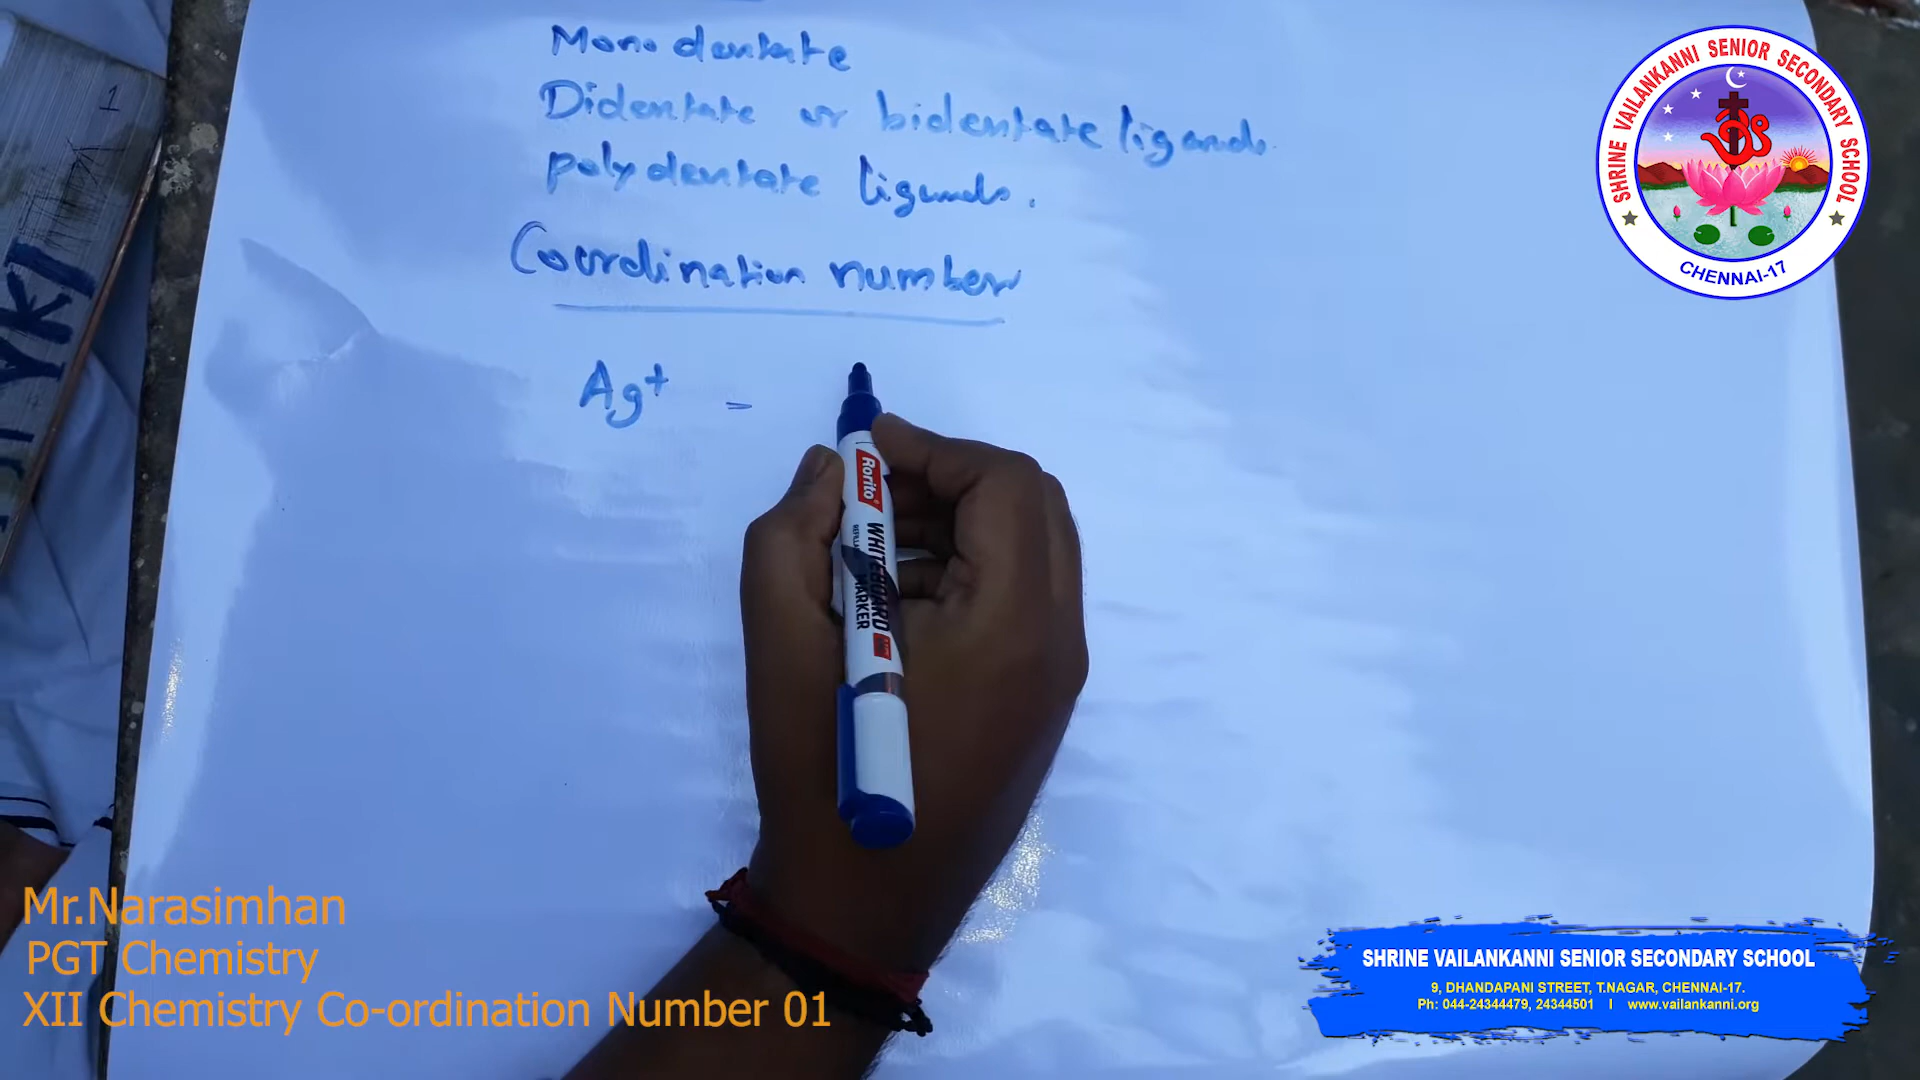 Mono dentate
Didentate or bidentate ligands.
polydentate ligands.
Coordination number
Ag+ =
1
Rorito
WHITEBOARD
MARKER
SHRINE VAILANKANNI SENIOR SECONDARY SCHOOL
CHENNAI-17
Mr.Narasimhan
PGT Chemistry
XII Chemistry Co-ordination Number 01
SHRINE VAILANKANNI SENIOR SECONDARY SCHOOL
9, DHANDAPANI STREET, T.NAGAR, CHENNAI-17.
Ph: 044-24344479, 24344501 I www.vailankanni.org